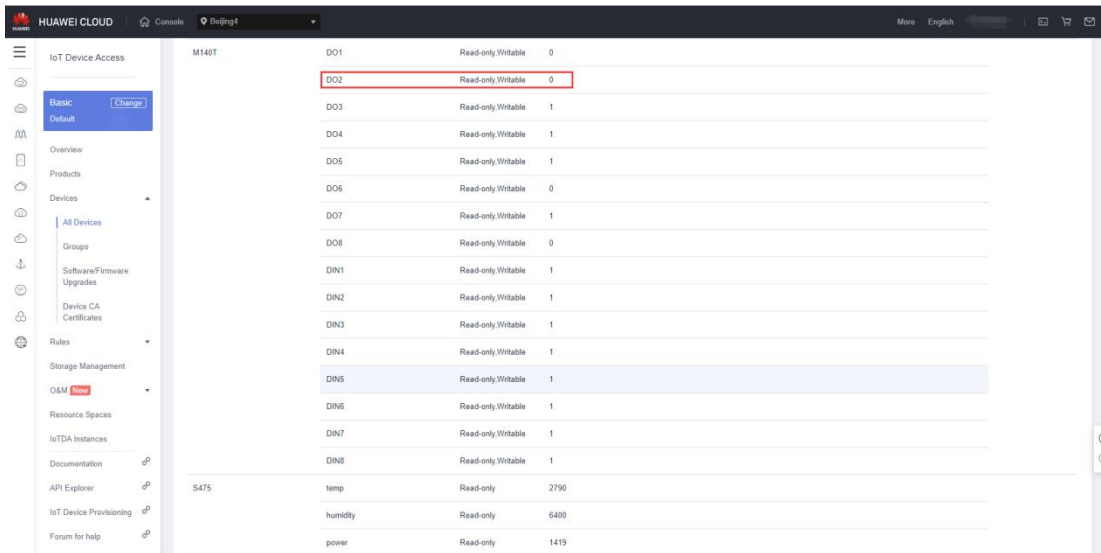 HUAWEI
HUAWEI CLOUD
Console
Beijing4
More
English
IoT Device Access
Basic
Change
Default
Overview
Products
Devices
All Devices
Groups
Software/Firmware
Upgrades
Device CA
Certificates
Rules
Storage Management
O&M New
Resource Spaces
IoTDA Instances
Documentation
API Explorer
IoT Device Provisioning
Forum for help
M140T DO1 Read-only,Writable 0
DO2 Read-only,Writable 0
DO3 Read-only,Writable 1
DO4 Read-only,Writable 1
DO5 Read-only,Writable 1
DO6 Read-only,Writable 0
DO7 Read-only,Writable 1
DO8 Read-only,Writable 0
DIN1 Read-only,Writable 1
DIN2 Read-only,Writable 1
DIN3 Read-only,Writable 1
DIN4 Read-only,Writable 1
DIN5 Read-only,Writable 1
DIN6 Read-only,Writable 1
DIN7 Read-only,Writable 1
DIN8 Read-only,Writable 1
S475 temp Read-only 2790
humidity Read-only 6400
power Read-only 1419